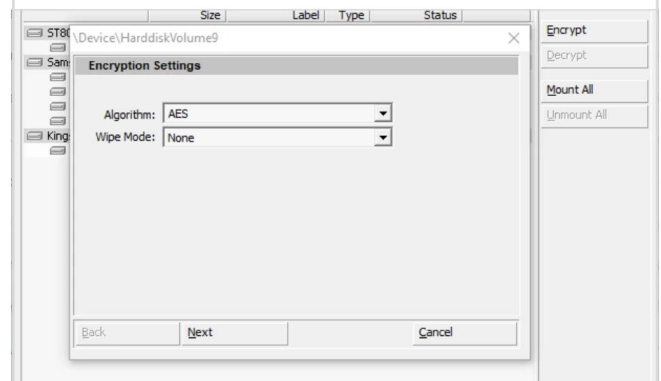 Size Label Type Status
ST80
\Device\HarddiskVolume9
Encrypt
Decrypt
Sam
Encryption Settings
Mount All
Algorithm: AES
Unmount All
King
Wipe Mode: None
Back Next Cancel